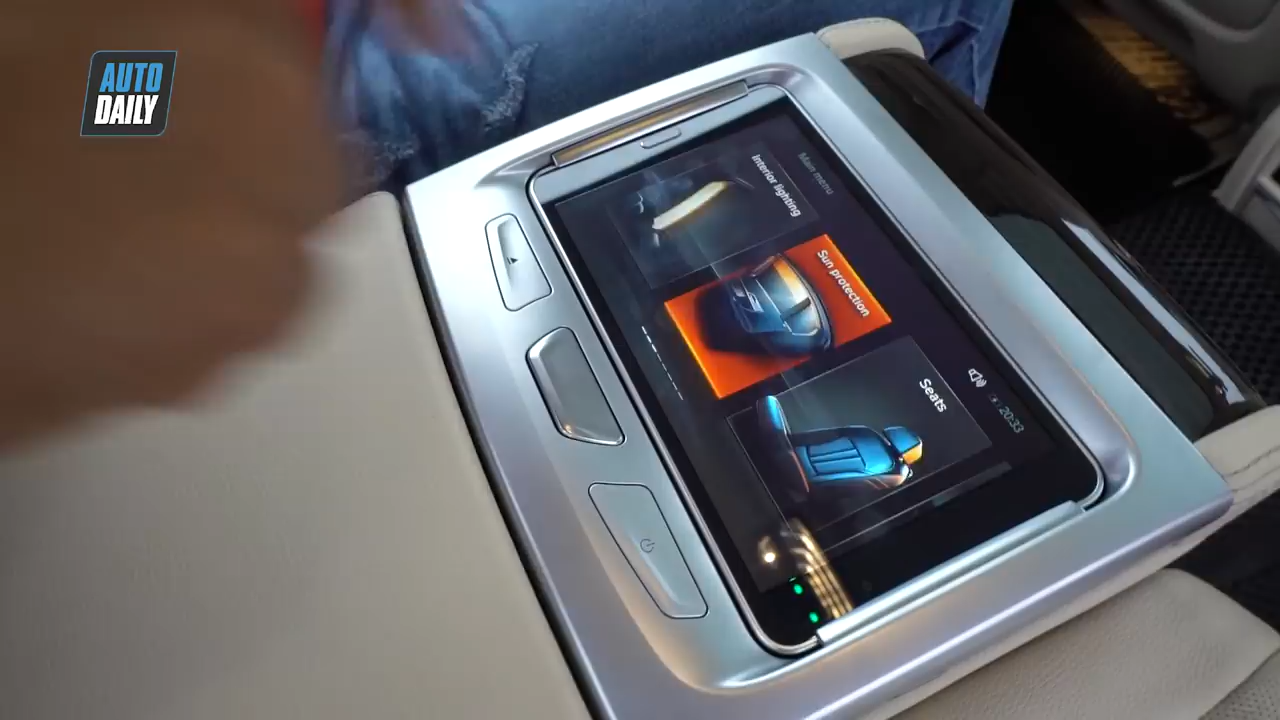 AUTO
DAILY
Main menu
Interior lighting
Sun protection
Seats
20:33